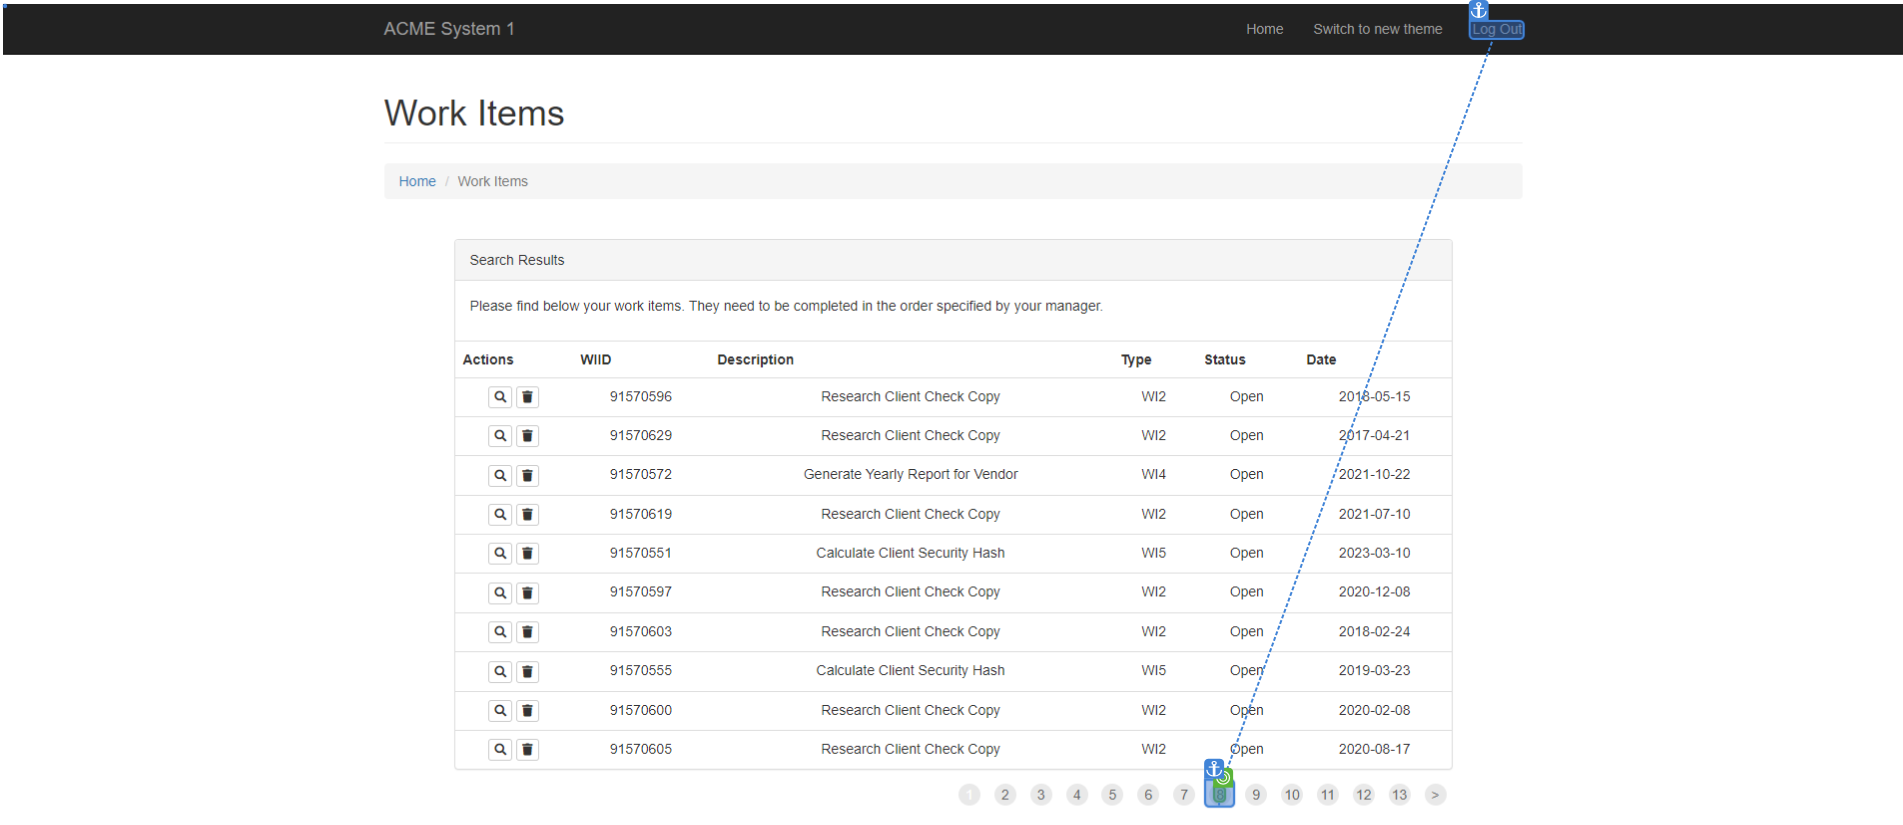 ACME System 1 Home Switch to new theme Log Out
Work Items
Home / Work Items
Search Results
Please find below your work items. They need to be completed in the order specified by your manager.
Actions WIID Description Type Status Date
91570596 Research Client Check Copy WI2 Open 2018-05-15
91570629 Research Client Check Copy WI2 Open 2017-04-21
91570572 Generate Yearly Report for Vendor WI4 Open 2021-10-22
91570619 Research Client Check Copy WI2 Open 2021-07-10
91570551 Calculate Client Security Hash WI5 Open 2023-03-10
91570597 Research Client Check Copy WI2 Open 2020-12-08
91570603 Research Client Check Copy WI2 Open 2018-02-24
91570555 Calculate Client Security Hash WI5 Open 2019-03-23
91570600 Research Client Check Copy WI2 Open 2020-02-08
91570605 Research Client Check Copy WI2 Open 2020-08-17
1 2 3 4 5 6 7 8 9 10 11 12 13 >